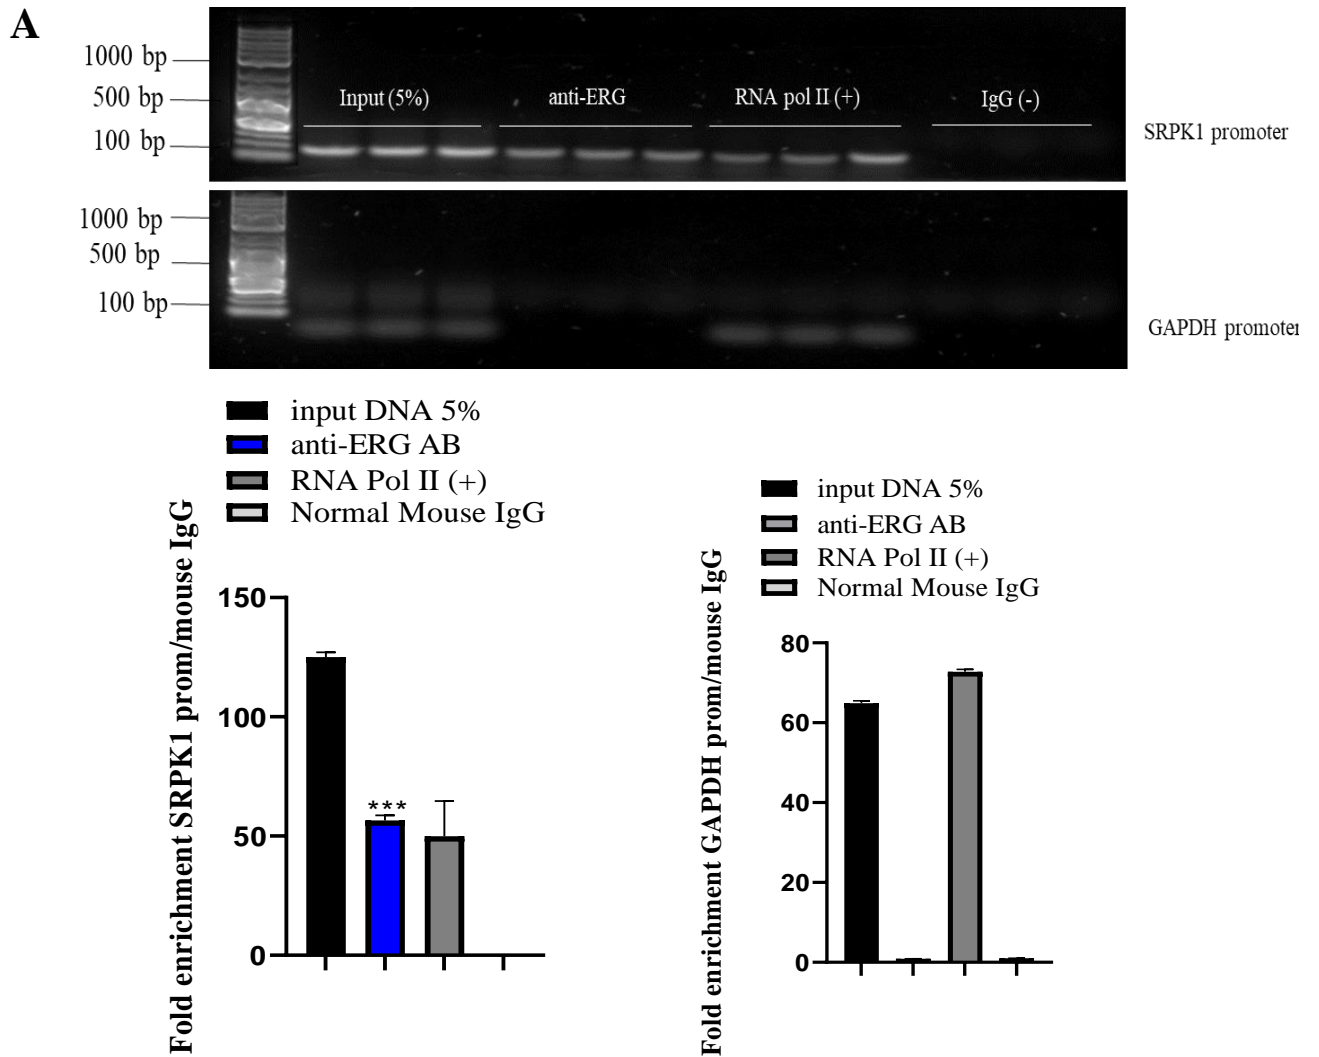 A
1000 bp
500 bp
100 bp
Input (5%)
anti-ERG
RNA pol II (+)
IgG (-)
SRPK1 promoter
1000 bp
500 bp
100 bp
GAPDH promoter
input DNA 5%
anti-ERG AB
RNA Pol II (+)
Normal Mouse IgG
Fold enrichment SRPK1 prom/mouse IgG
150
100
50
0
***
input DNA 5%
anti-ERG AB
RNA Pol II (+)
Normal Mouse IgG
Fold enrichment GAPDH prom/mouse IgG
80
60
40
20
0